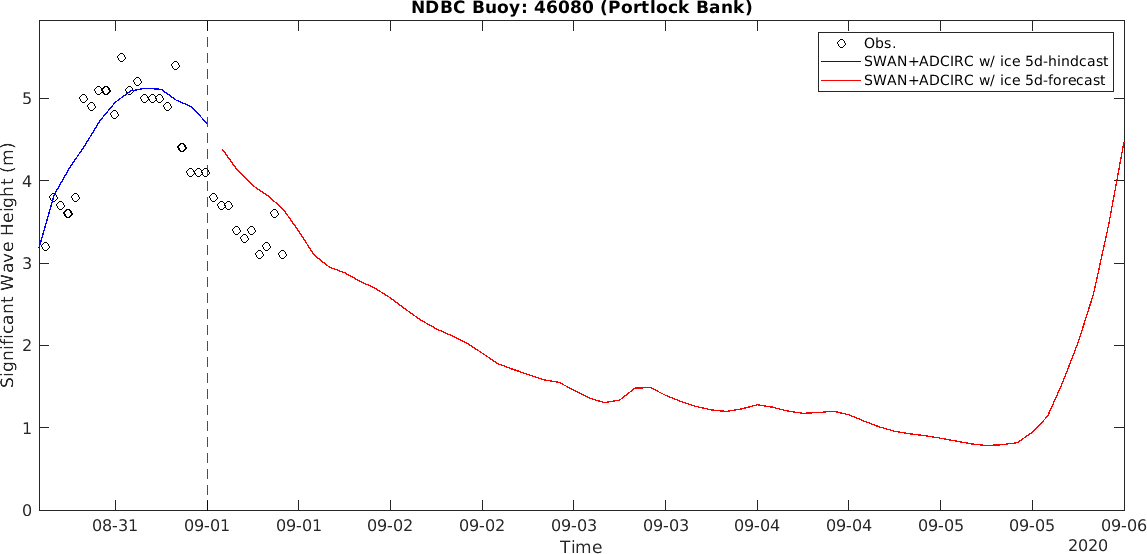 NDBC Buoy: 46080 (Portlock Bank)
Obs.
SWAN+ADCIRC w/ ice 5d-hindcast
SWAN+ADCIRC w/ ice 5d-forecast
Significant Wave Height (m)
5
4
3
2
1
0
08-31 09-01 09-01 09-02 09-02 09-03 09-03 09-04 09-04 09-05 09-05 09-06
Time
2020